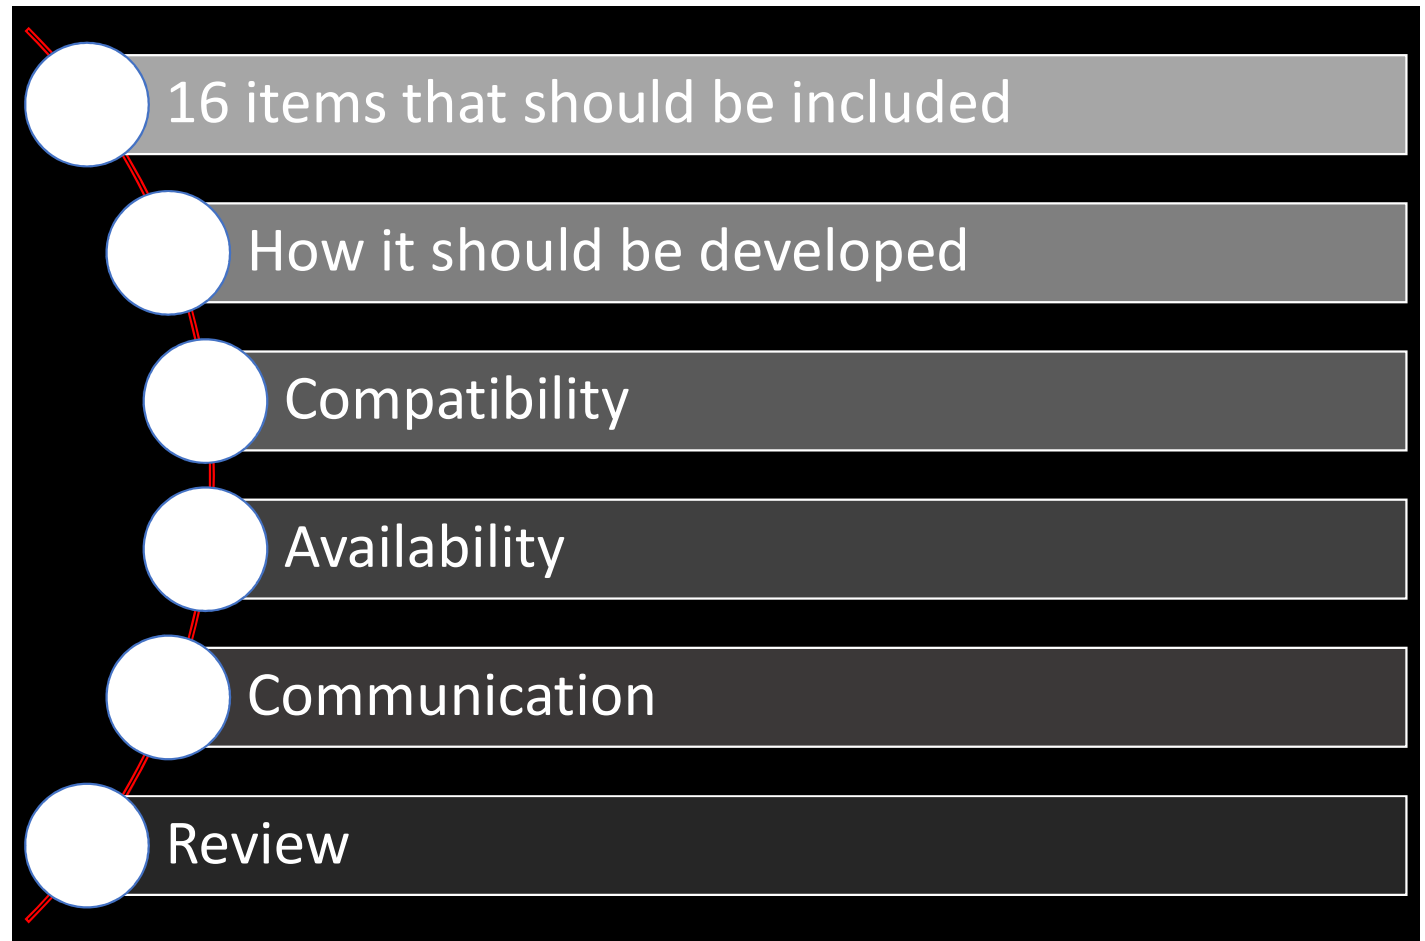 16 items that should be included
How it should be developed
Compatibility
Availability
Communication
Review